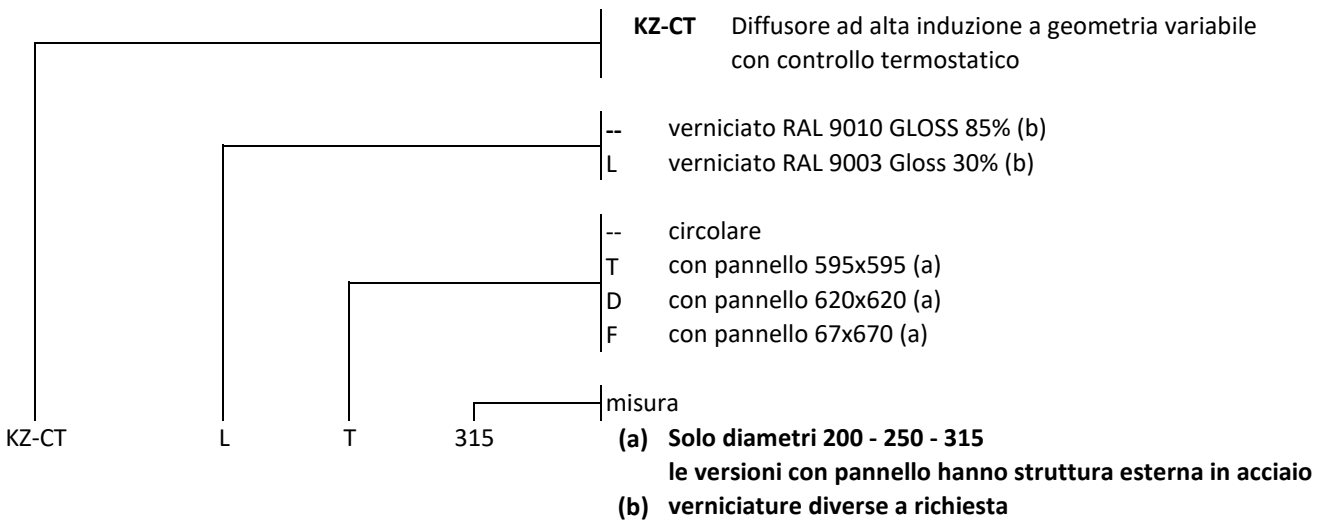 KZ-CT Diffusore ad alta induzione a geometria variabile
con controllo termostatico
-- verniciato RAL 9010 GLOSS 85% (b)
L verniciato RAL 9003 Gloss 30% (b)
-- circolare
T con pannello 595x595 (a)
D con pannello 620x620 (a)
F con pannello 67x670 (a)
misura
KZ-CT L T 315
(a) Solo diametri 200 - 250 - 315
le versioni con pannello hanno struttura esterna in acciaio
(b) verniciature diverse a richiesta